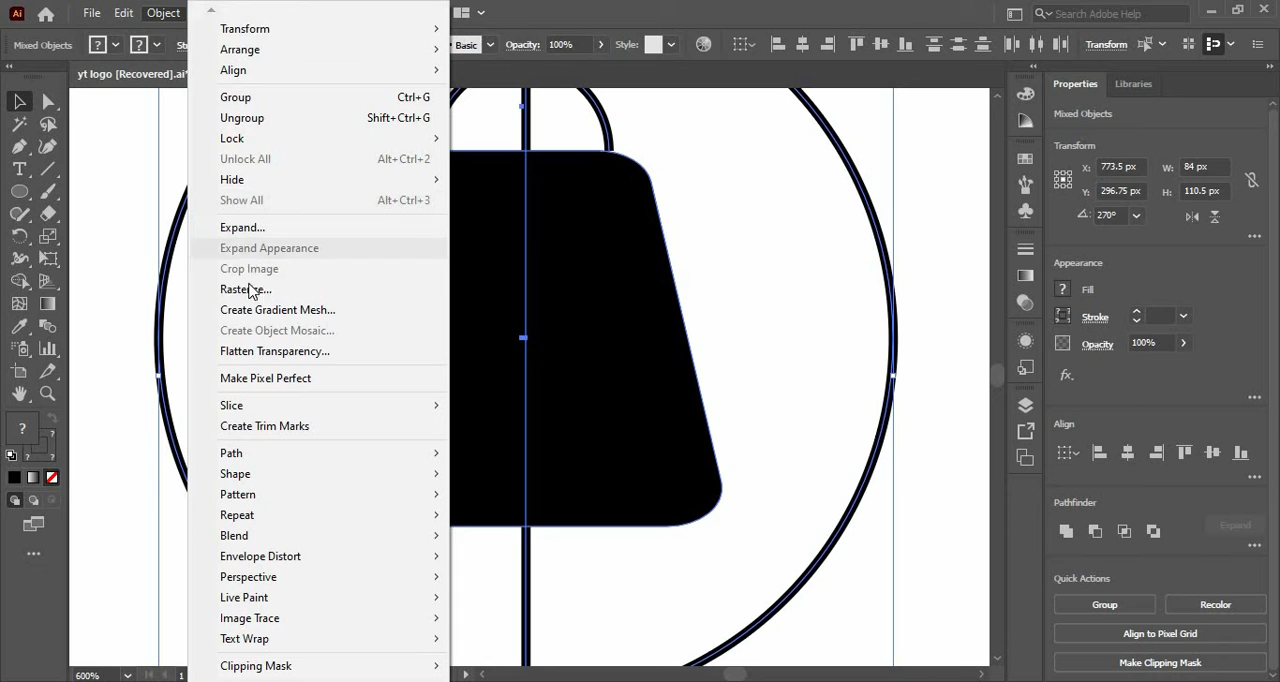 Ai File Edit Object Search Adobe Help
Mixed Objects ? ? Basic Opacity: 100% Style: Transform
yt logo [Recovered].ai*
Transform
Arrange
Align
Group Ctrl+G
Ungroup Shift+Ctrl+G
Lock
Unlock All Alt+Ctrl+2
Hide
Show All Alt+Ctrl+3
Expand...
Expand Appearance
Crop Image
Create Gradient Mesh...
Create Object Mosaic...
Flatten Transparency...
Make Pixel Perfect
Slice
Create Trim Marks
Path
Shape
Pattern
Repeat
Blend
Envelope Distort
Perspective
Live Paint
Image Trace
Text Wrap
Clipping Mask
T
?
?
?
?
600% 1
Properties Libraries
Mixed Objects
Transform
X: 773.5 px W: 84 px
Y: 296.75 px H: 110.5 px
270°
Appearance
? Fill
? Stroke
Opacity 100%
fx
Align
Pathfinder
Expand
Quick Actions
Group Recolor
Align to Pixel Grid
Make Clipping Mask